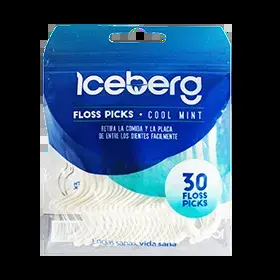 Iceberg
FLOSS PICKS • COOL MINT
RETIRA LA COMIDA Y LA PLACA
DE ENTRE LOS DIENTES FACILMENTE
30
FLOSS
PICKS
Encías sanas, vida sana